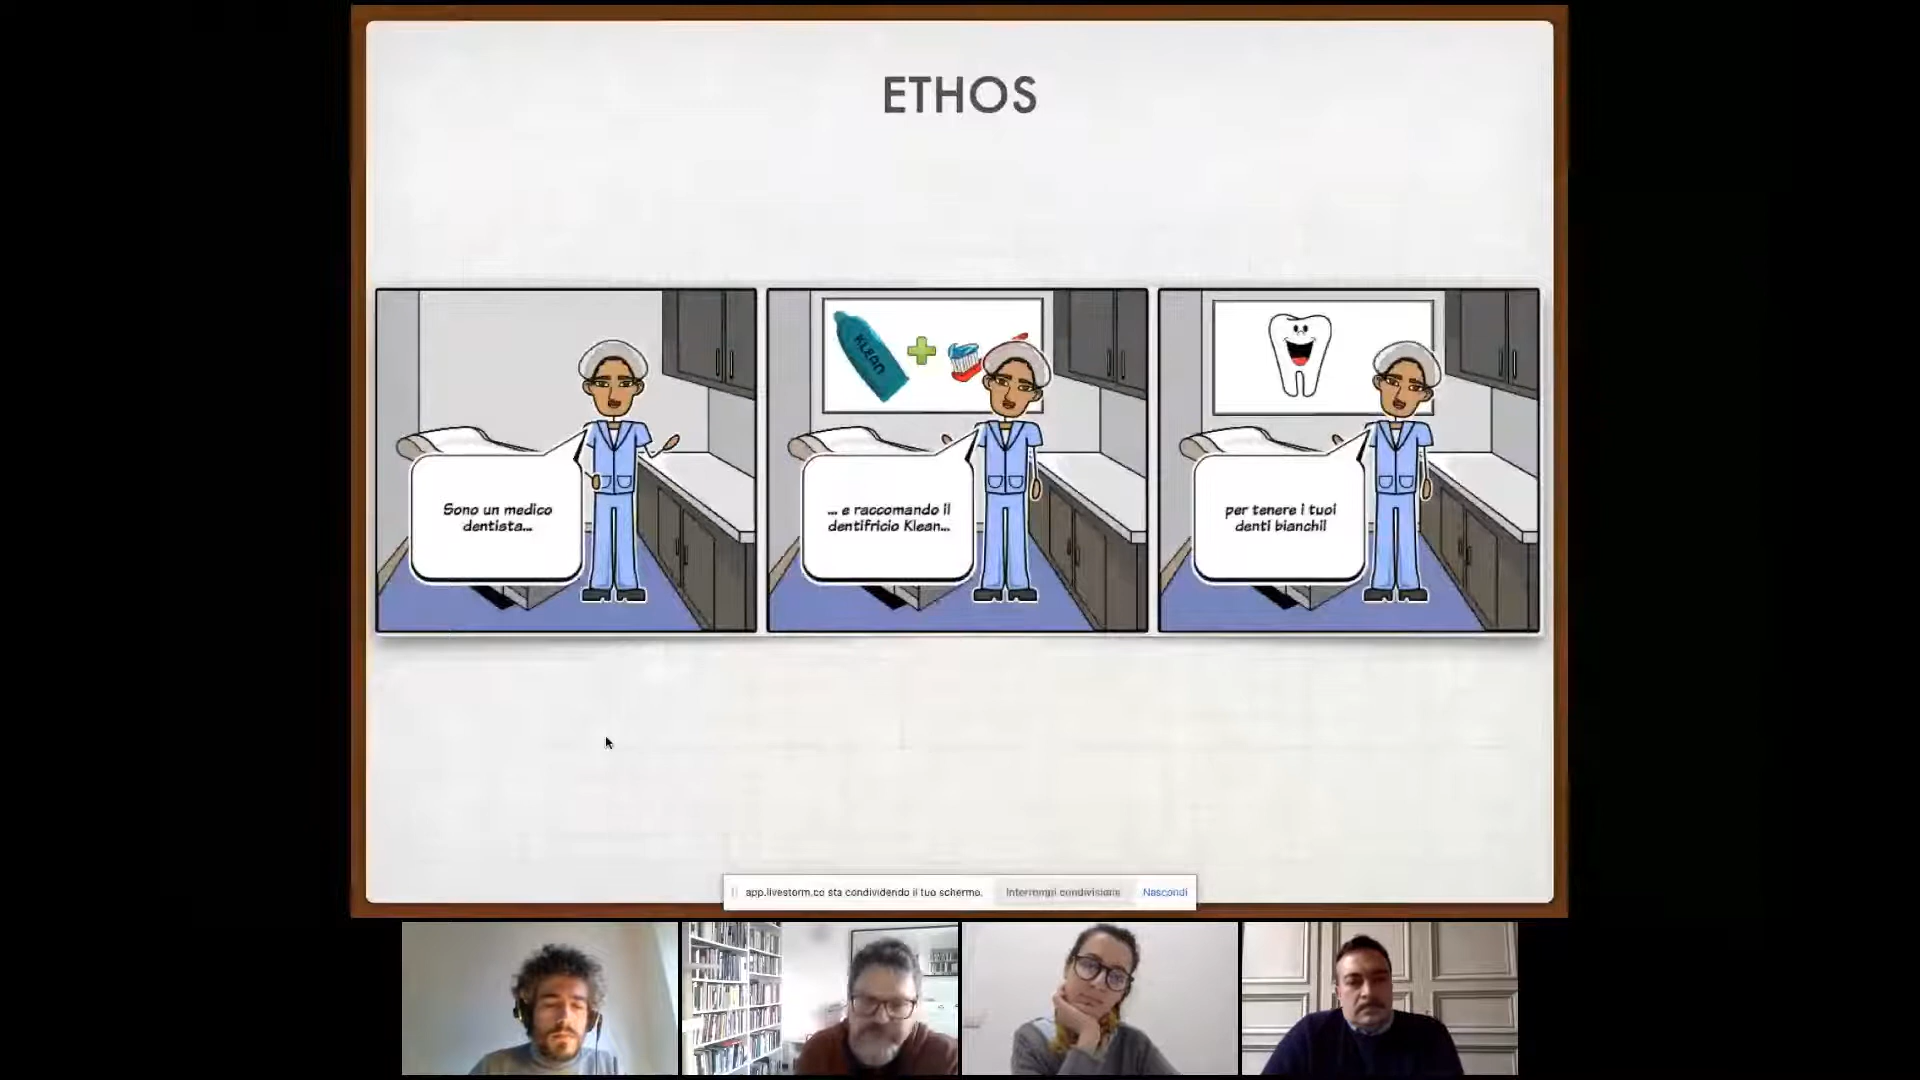 ETHOS
KLEAN
Sono un medico
dentista...
... e raccomando il
dentifricio Klean...
per tenere i tuoi
denti bianchi!
app.livestorm.co sta condividendo il tuo schermo.
Interrompi condivisione
Nascondi